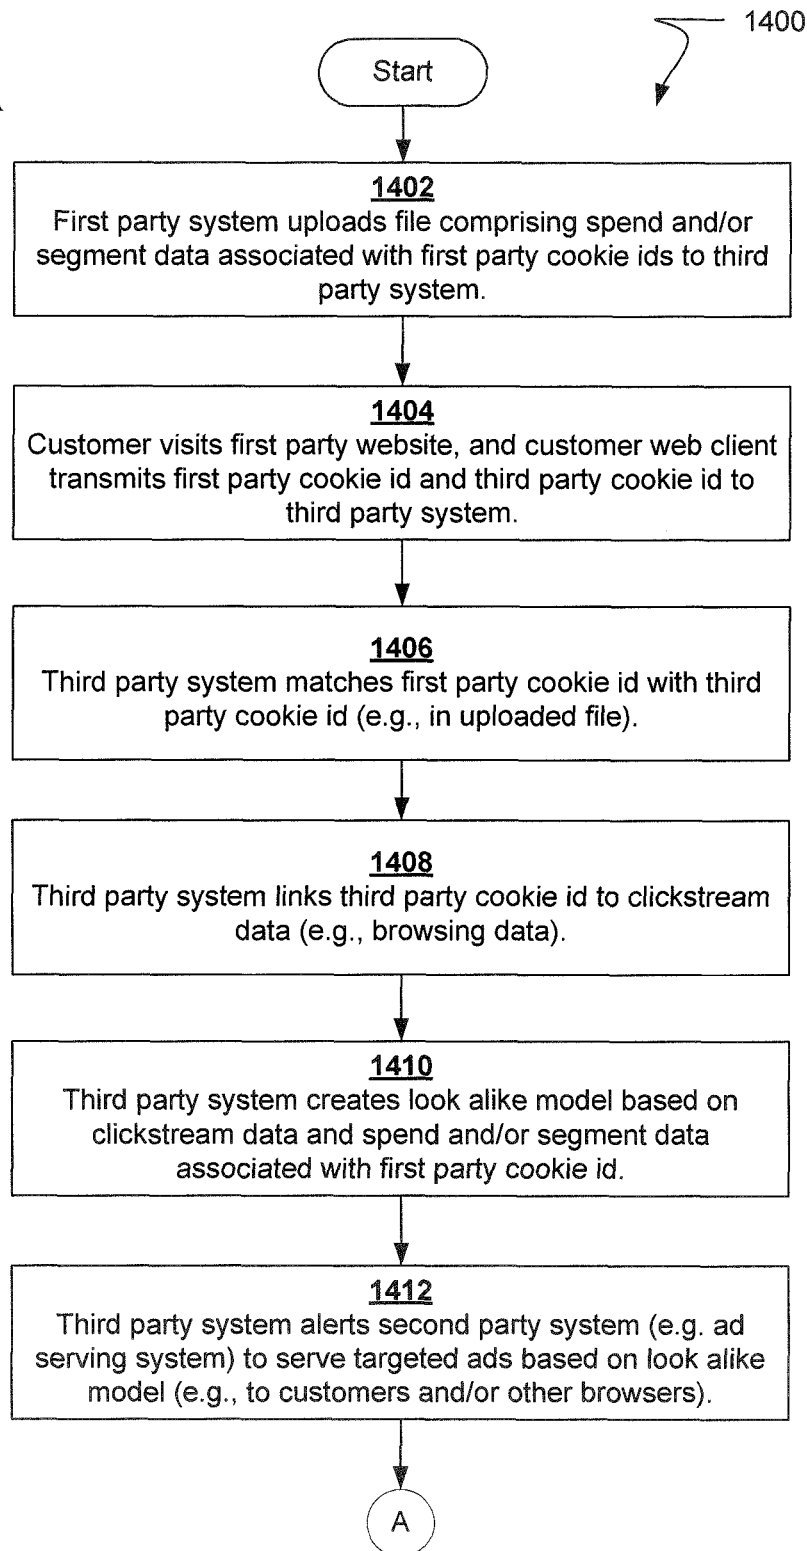 1400
Start
1402
First party system uploads file comprising spend and/or
segment data associated with first party cookie ids to third
party system.
1404
Customer visits first party website, and customer web client
transmits first party cookie id and third party cookie id to
third party system.
1406
Third party system matches first party cookie id with third
party cookie id (e.g., in uploaded file).
1408
Third party system links third party cookie id to clickstream
data (e.g., browsing data).
1410
Third party system creates look alike model based on
clickstream data and spend and/or segment data
associated with first party cookie id.
1412
Third party system alerts second party system (e.g. ad
serving system) to serve targeted ads based on look alike
model (e.g., to customers and/or other browsers).
A